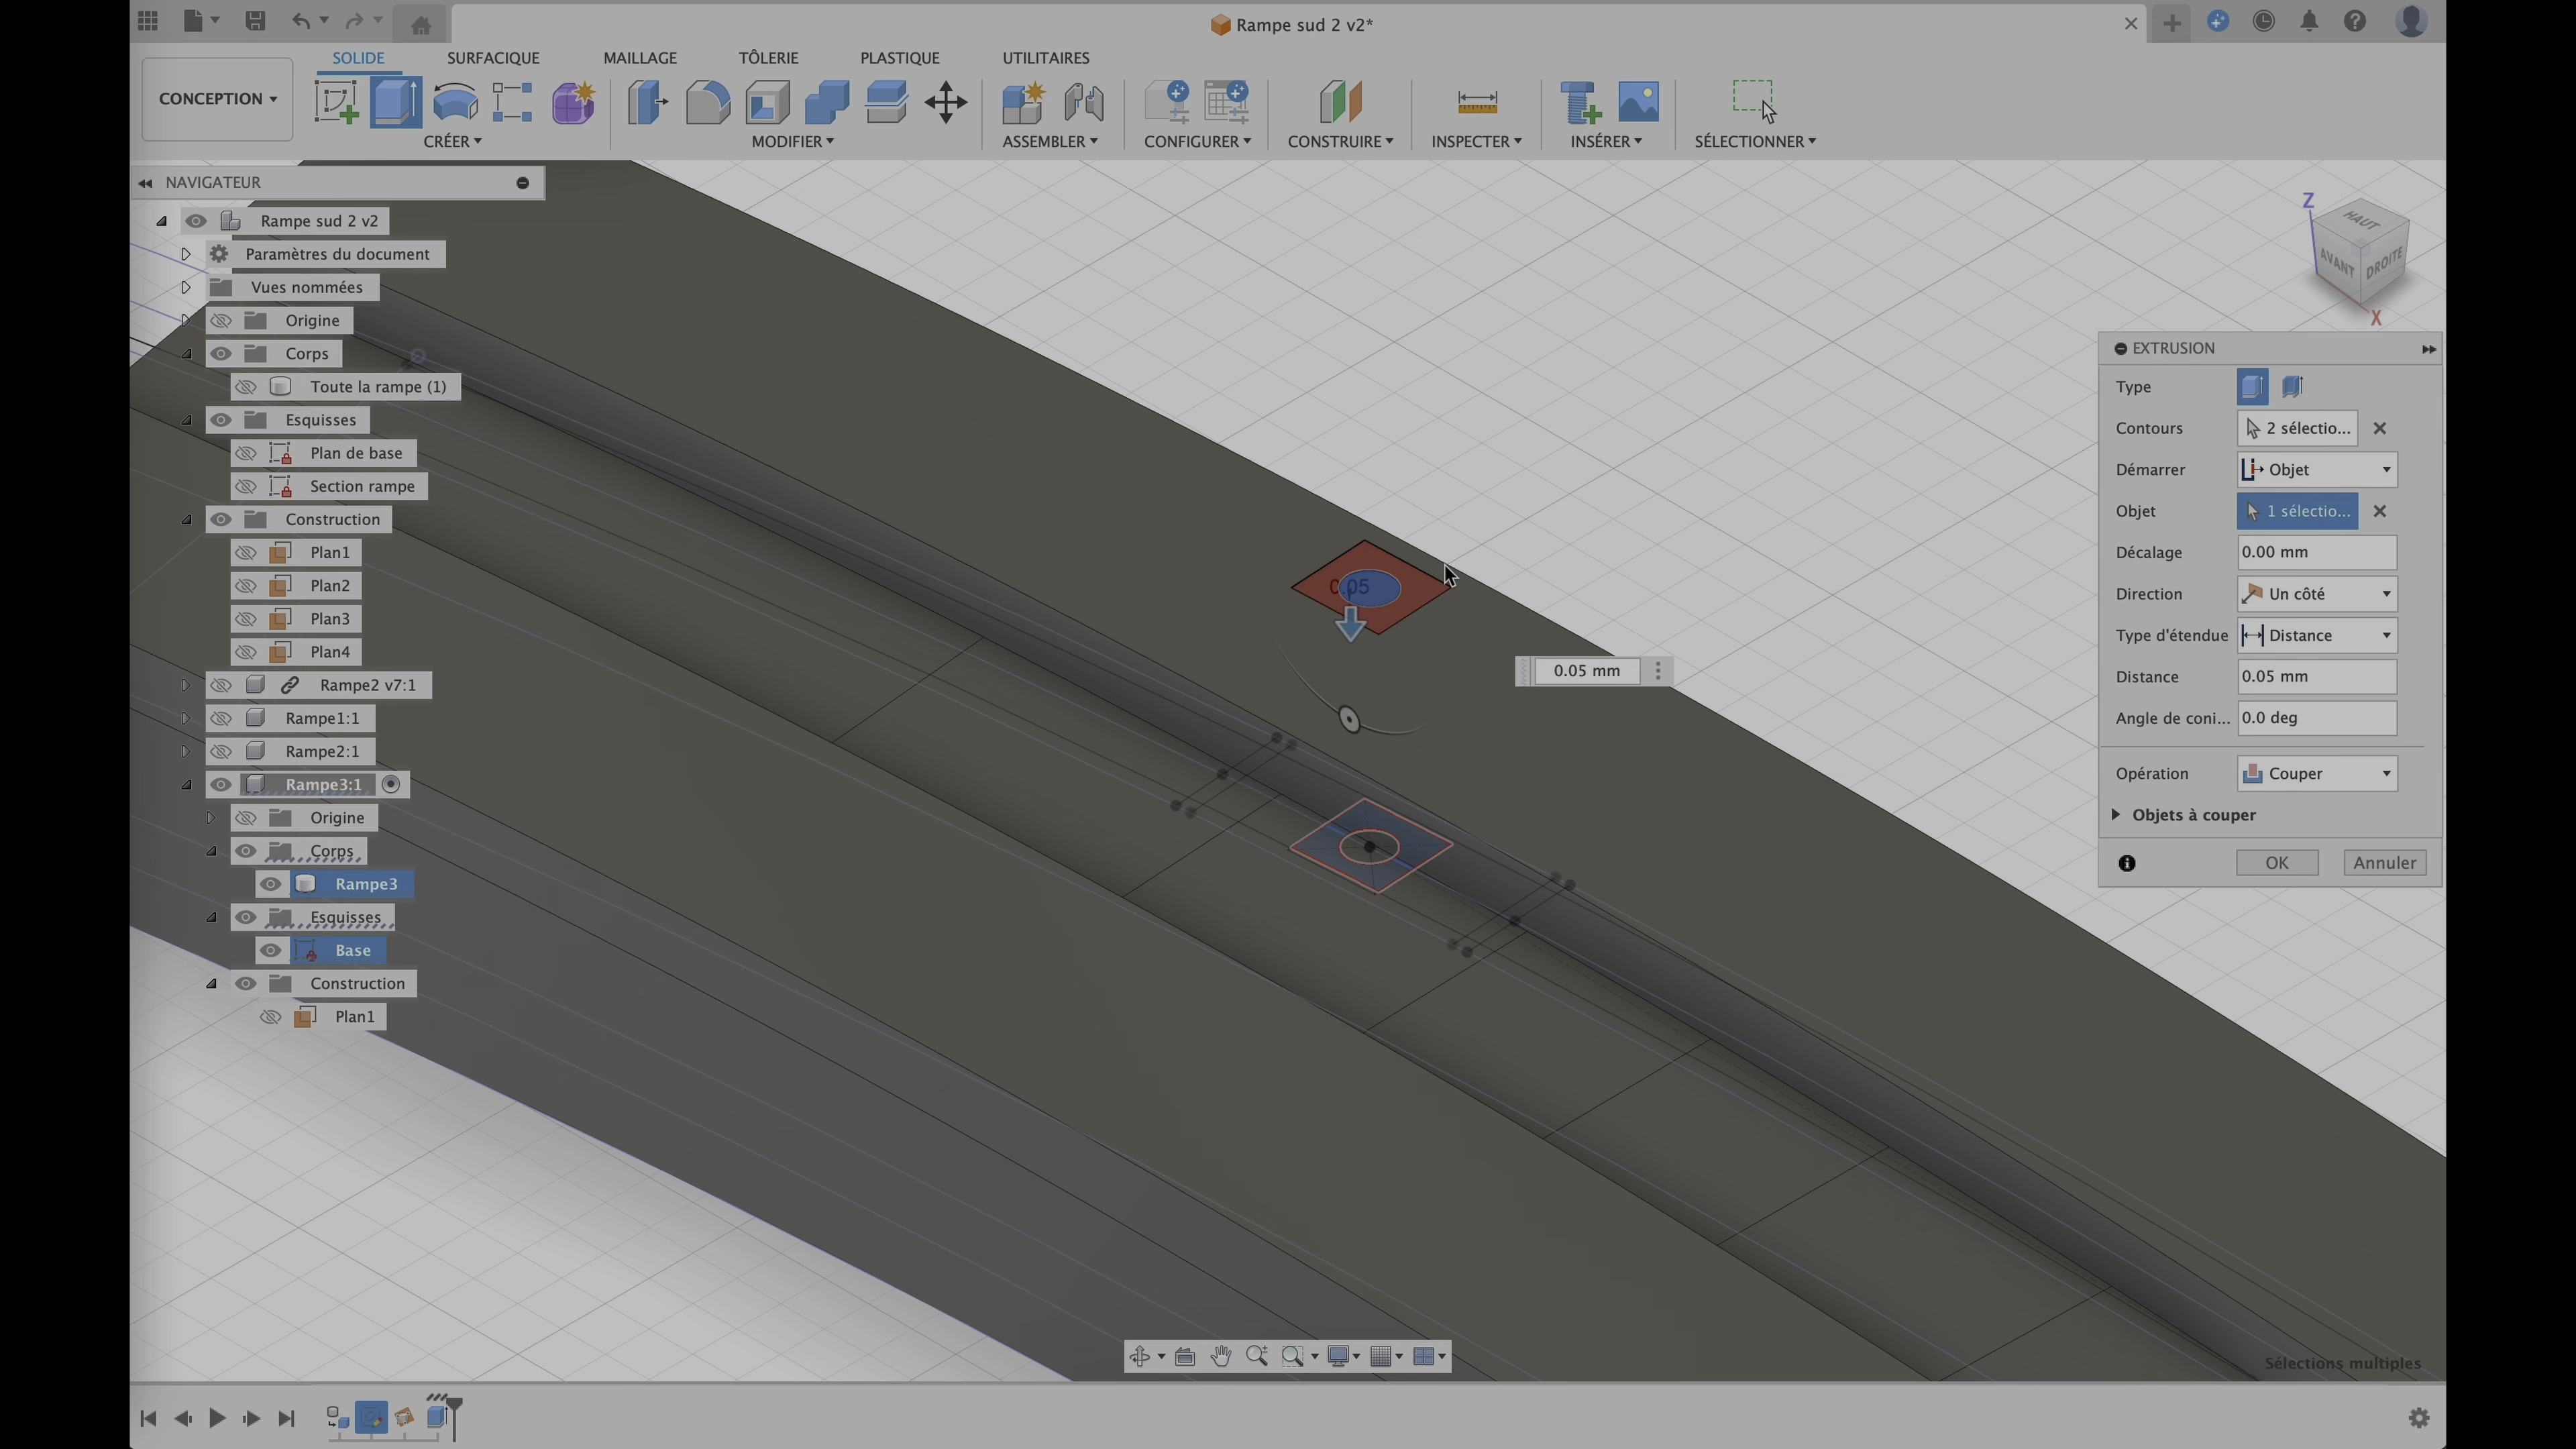 Rampe sud 2 v2*
SOLIDE SURFACIQUE MAILLAGE TÔLERIE PLASTIQUE UTILITAIRES
CONCEPTION
CRÉER MODIFIER ASSEMBLER CONFIGURER CONSTRUIRE INSPECTER INSÉRER SÉLECTIONNER
NAVIGATEUR
Rampe sud 2 v2
Paramètres du document
Vues nommées
Origine
Corps
Toute la rampe (1)
Esquisses
Plan de base
Section rampe
Construction
Plan1
Plan2
Plan3
Plan4
Rampe2 v7:1
Rampe1:1
Rampe2:1
Rampe3:1
Origine
Corps
Rampe3
Esquisses
Base
Construction
Plan1
0.05
0.05 mm
Z
HAUT
AVANT
DROITE
X
EXTRUSION
Type
Contours 2 sélectio...
Démarrer Objet
Objet 1 sélectio...
Décalage 0.00 mm
Direction Un côté
Type d'étendue Distance
Distance 0.05 mm
Angle de coni... 0.0 deg
Opération Couper
Objets à couper
OK Annuler
Sélections multiples